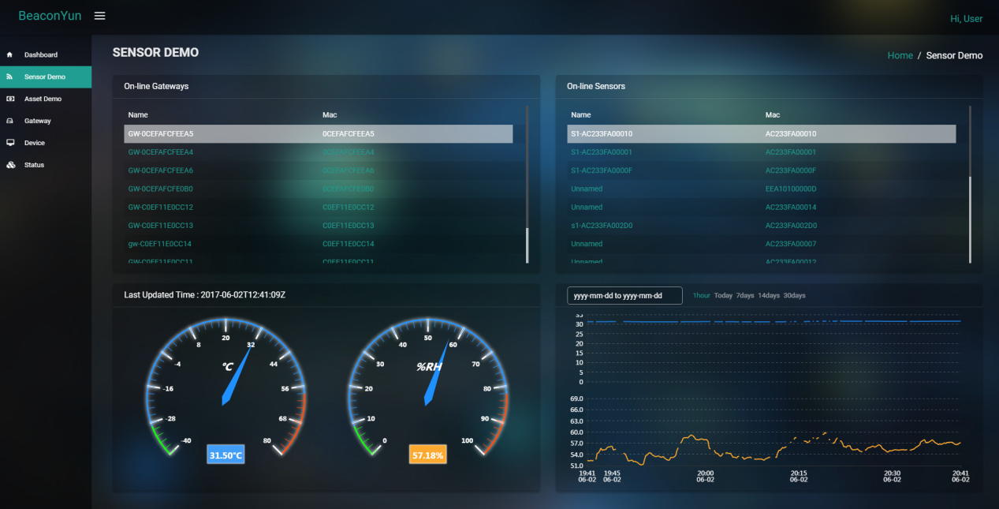 BeaconYun
Hi, User
Dashboard
Sensor Demo
Asset Demo
Gateway
Device
Status
SENSOR DEMO
Home / Sensor Demo
On-line Gateways
Name Mac
GW-0CEFAFCFEEA5 0CEFAFCFEEA5
GW-0CEFAFCFEEA4 0CEFAFCFEEA4
GW-0CEFAFCFEEA6 0CEFAFCFEEA6
GW-0CEFAFCFE0B0 0CEFAFCFE0B0
GW-C0EF11E0CC12 C0EF11E0CC12
GW-C0EF11E0CC13 C0EF11E0CC13
gw-C0EF11E0CC14 C0EF11E0CC14
GW-C0EF11E0CC11 C0EF11E0CC11
On-line Sensors
Name Mac
S1-AC233FA00010 AC233FA00010
S1-AC233FA00001 AC233FA00001
S1-AC233FA0000F AC233FA0000F
Unnamed EEA10100000D
Unnamed AC233FA00014
s1-AC233FA002D0 AC233FA002D0
Unnamed AC233FA00007
Unnamed AC233FA00012
Last Updated Time : 2017-06-02T12:41:09Z
-40 -28 -16 -4 8 20 32 44 56 68 80
°C
31.50°C
0 10 20 30 40 50 60 70 80 90 100
%RH
57.18%
yyyy-mm-dd to yyyy-mm-dd 1hour Today 7days 14days 30days
35
30
25
20
15
10
5
0
69.0
66.0
63.0
60.0
57.0
54.0
51.0
19:41 19:45 20:00 20:15 20:30 20:41
06-02 06-02 06-02 06-02 06-02 06-02